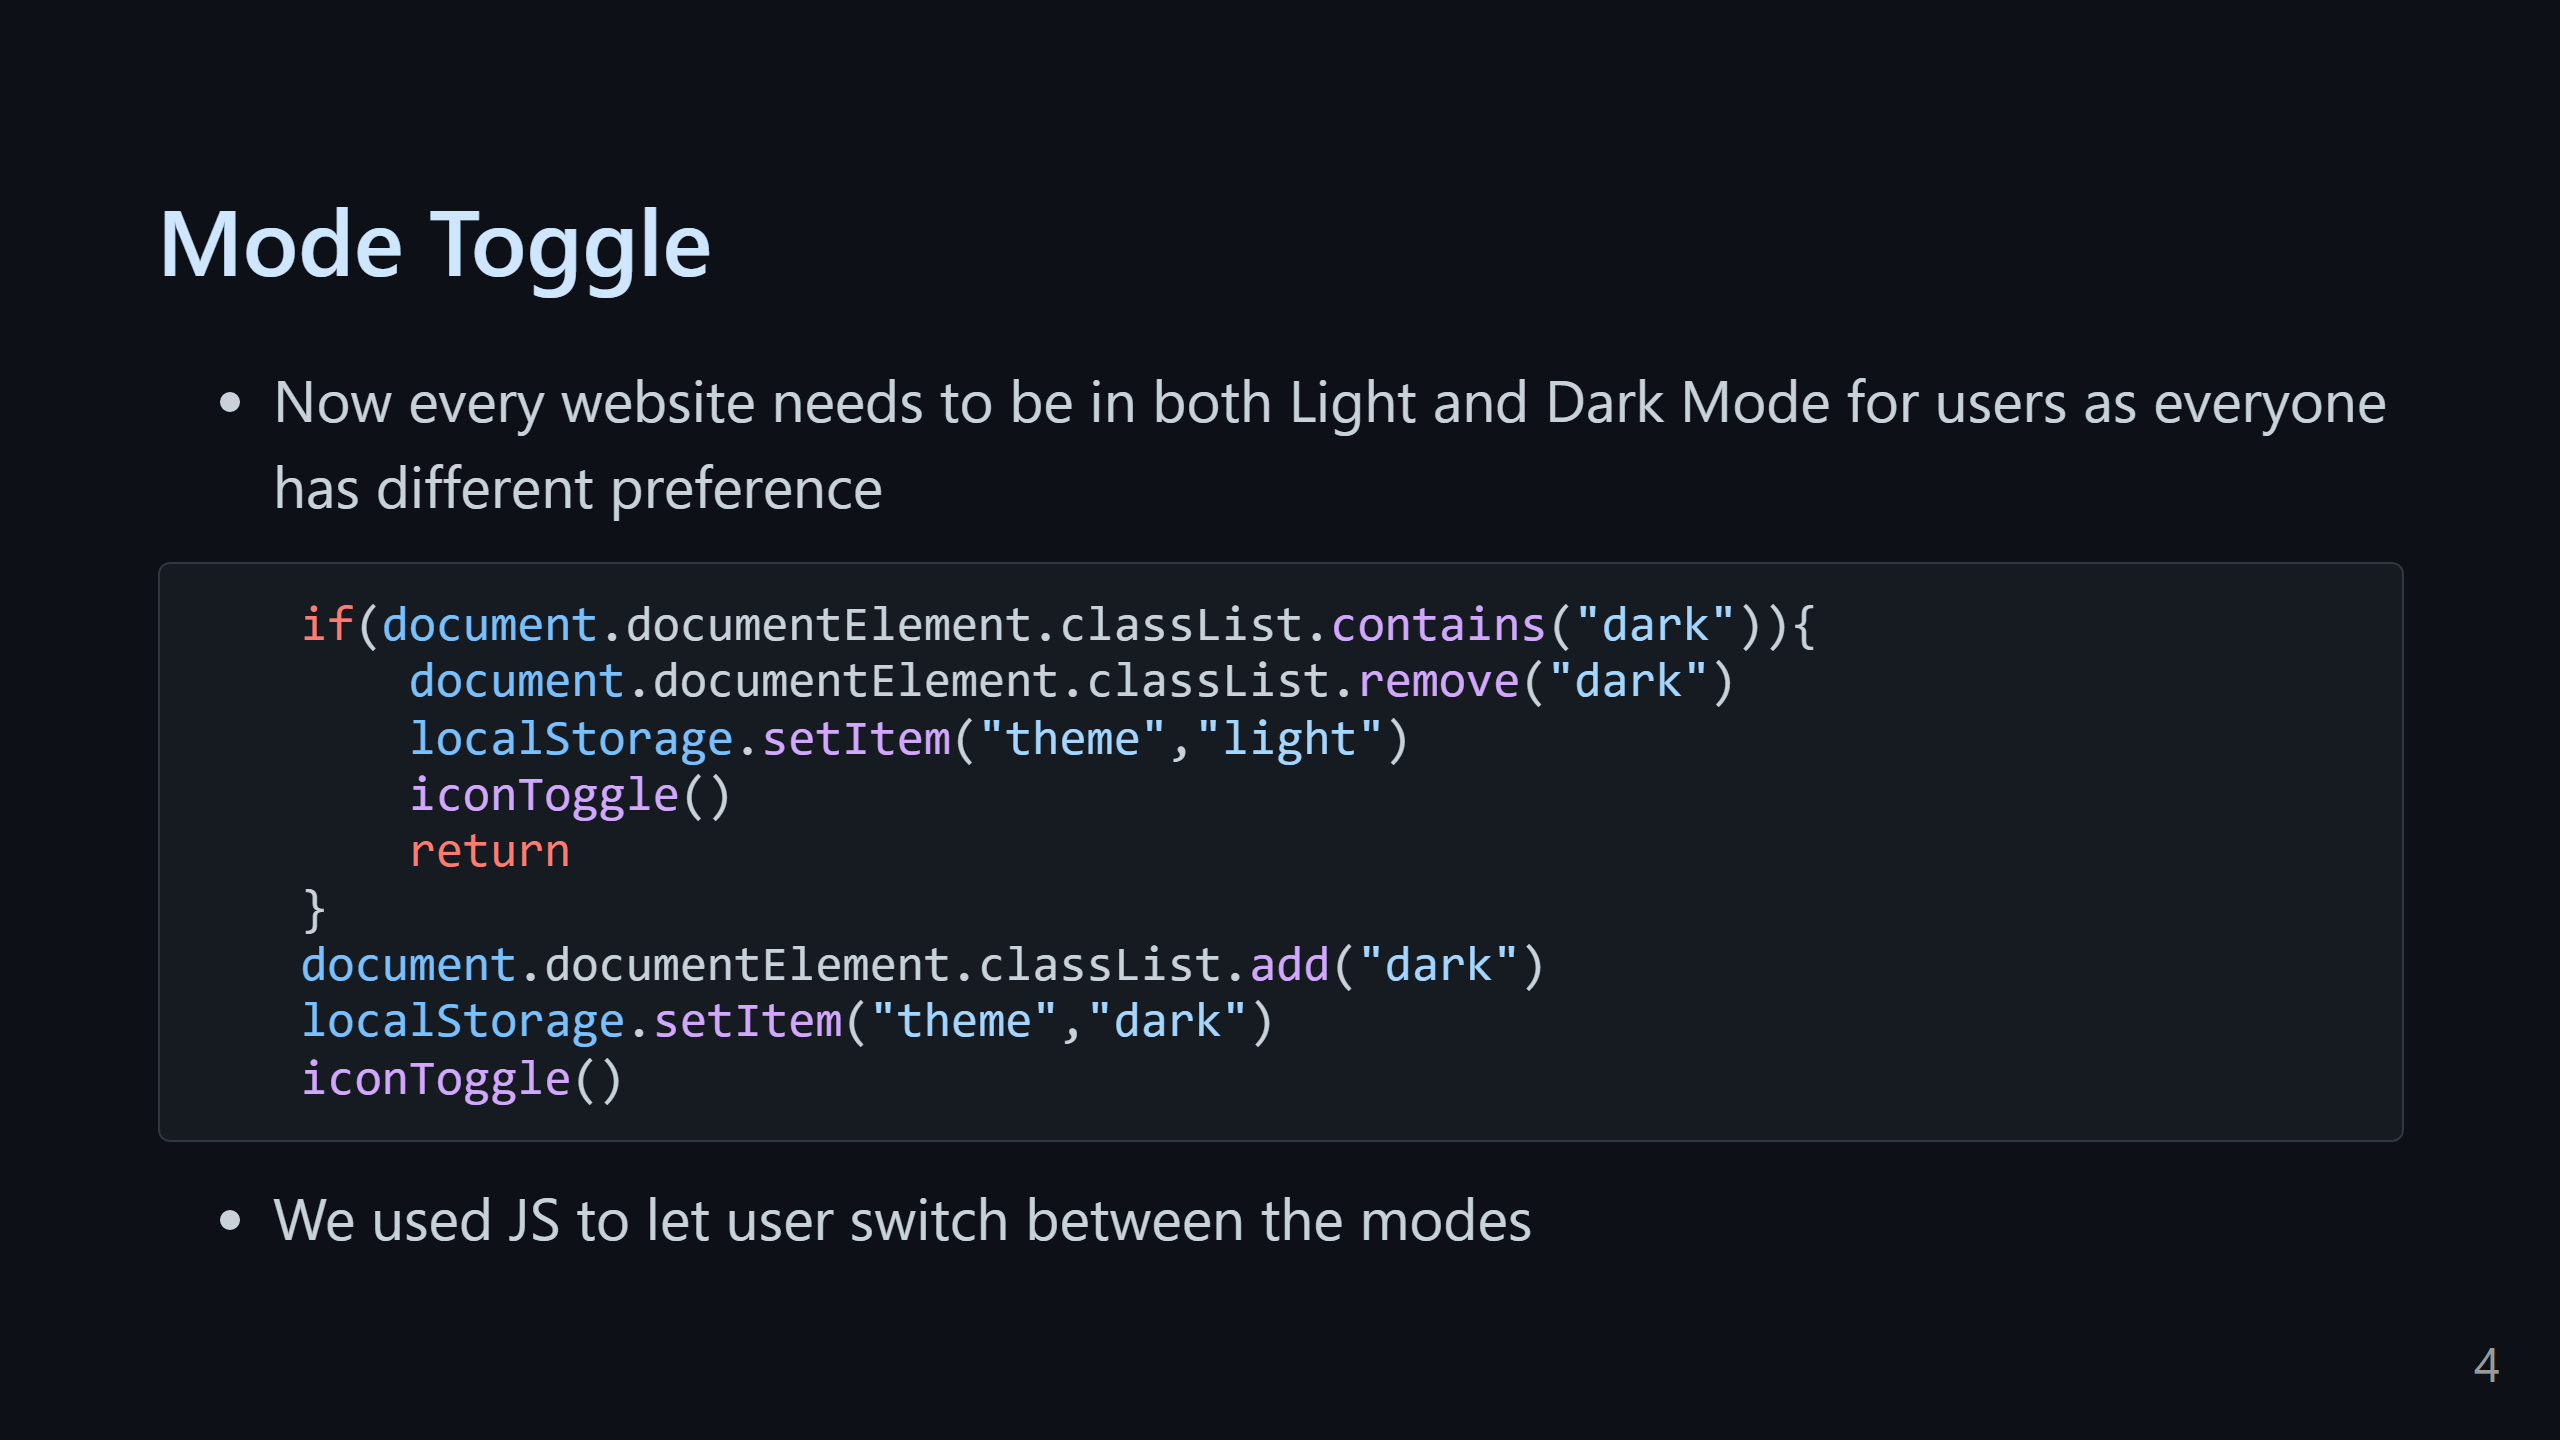 Mode Toggle
• Now every website needs to be in both Light and Dark Mode for users as everyone
has different preference
if(document.documentElement.classList.contains("dark")){
    document.documentElement.classList.remove("dark")
    localStorage.setItem("theme","light")
    iconToggle()
    return
}
document.documentElement.classList.add("dark")
localStorage.setItem("theme","dark")
iconToggle()
• We used JS to let user switch between the modes
4